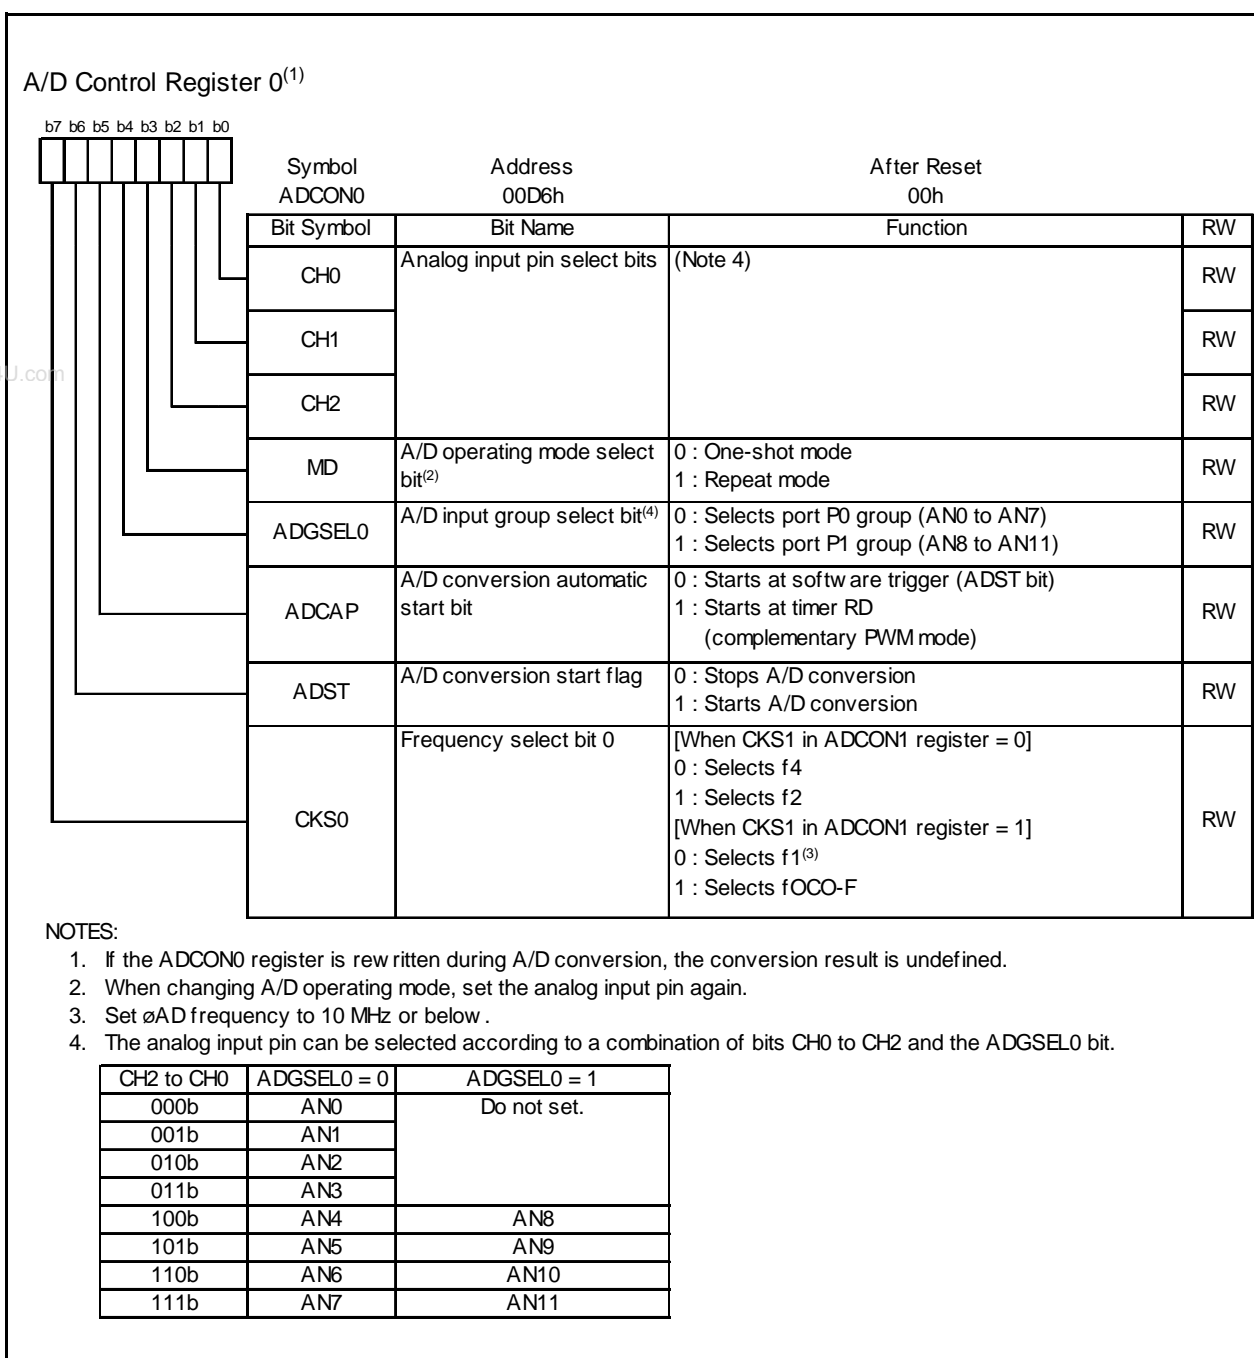 A/D Control Register 0(1)
b7 b6 b5 b4 b3 b2 b1 b0
Symbol Address After Reset
ADCON0 00D6h 00h
Bit Symbol Bit Name Function RW
CH0 Analog input pin select bits (Note 4) RW
CH1 RW
U.com
CH2 RW
MD A/D operating mode select bit(2) 0 : One-shot mode RW
1 : Repeat mode
ADGSEL0 A/D input group select bit(4) 0 : Selects port P0 group (AN0 to AN7) RW
1 : Selects port P1 group (AN8 to AN11)
ADCAP A/D conversion automatic start bit 0 : Starts at software trigger (ADST bit) RW
1 : Starts at timer RD
(complementary PWM mode)
ADST A/D conversion start flag 0 : Stops A/D conversion RW
1 : Starts A/D conversion
CKS0 Frequency select bit 0 [When CKS1 in ADCON1 register = 0] RW
0 : Selects f4
1 : Selects f2
[When CKS1 in ADCON1 register = 1]
0 : Selects f1(3)
1 : Selects fOCO-F
NOTES:
1. If the ADCON0 register is rewritten during A/D conversion, the conversion result is undefined.
2. When changing A/D operating mode, set the analog input pin again.
3. Set øAD frequency to 10 MHz or below.
4. The analog input pin can be selected according to a combination of bits CH0 to CH2 and the ADGSEL0 bit.
CH2 to CH0 ADGSEL0 = 0 ADGSEL0 = 1
000b AN0 Do not set.
001b AN1
010b AN2
011b AN3
100b AN4 AN8
101b AN5 AN9
110b AN6 AN10
111b AN7 AN11